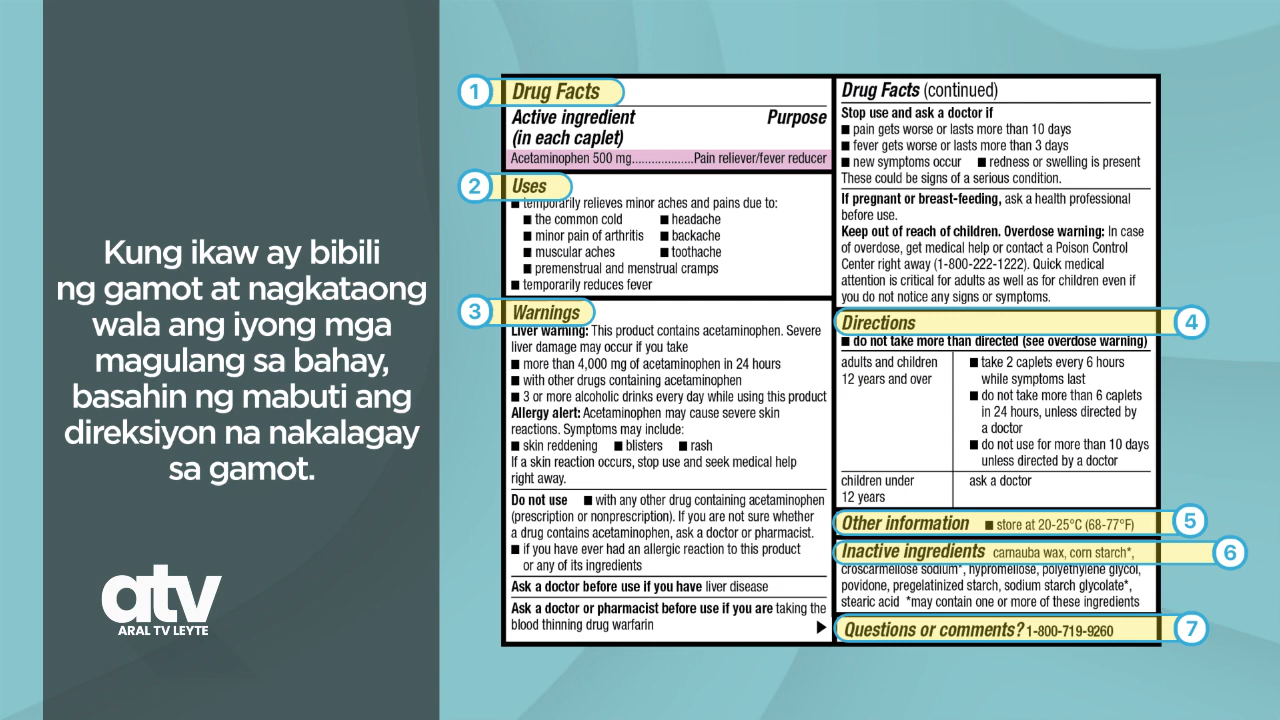 Kung ikaw ay bibili
ng gamot at nagkataong
wala ang iyong mga
magulang sa bahay,
basahin ng mabuti ang
direksiyon na nakalagay
sa gamot.
atv
ARAL TV LEYTE
1 Drug Facts
Active ingredient Purpose
(in each caplet)
Acetaminophen 500 mg..................Pain reliever/fever reducer
2 Uses
■ temporarily relieves minor aches and pains due to:
■ the common cold ■ headache
■ minor pain of arthritis ■ backache
■ muscular aches ■ toothache
■ premenstrual and menstrual cramps
■ temporarily reduces fever
3 Warnings
Liver warning: This product contains acetaminophen. Severe
liver damage may occur if you take
■ more than 4,000 mg of acetaminophen in 24 hours
■ with other drugs containing acetaminophen
■ 3 or more alcoholic drinks every day while using this product
Allergy alert: Acetaminophen may cause severe skin
reactions. Symptoms may include:
■ skin reddening ■ blisters ■ rash
If a skin reaction occurs, stop use and seek medical help
right away.
Do not use ■ with any other drug containing acetaminophen
(prescription or nonprescription). If you are not sure whether
a drug contains acetaminophen, ask a doctor or pharmacist.
■ if you have ever had an allergic reaction to this product
or any of its ingredients
Ask a doctor before use if you have liver disease
Ask a doctor or pharmacist before use if you are taking the
blood thinning drug warfarin
Drug Facts (continued)
Stop use and ask a doctor if
■ pain gets worse or lasts more than 10 days
■ fever gets worse or lasts more than 3 days
■ new symptoms occur ■ redness or swelling is present
These could be signs of a serious condition.
If pregnant or breast-feeding, ask a health professional
before use.
Keep out of reach of children. Overdose warning: In case
of overdose, get medical help or contact a Poison Control
Center right away (1-800-222-1222). Quick medical
attention is critical for adults as well as for children even if
you do not notice any signs or symptoms.
Directions 4
■ do not take more than directed (see overdose warning)
adults and children ■ take 2 caplets every 6 hours
12 years and over while symptoms last
■ do not take more than 6 caplets
in 24 hours, unless directed by
a doctor
■ do not use for more than 10 days
unless directed by a doctor
children under ask a doctor
12 years
Other information ■ store at 20-25°C (68-77°F) 5
Inactive ingredients carnauba wax, corn starch*, 6
croscarmellose sodium*, hypromellose, polyethylene glycol,
povidone, pregelatinized starch, sodium starch glycolate*,
stearic acid *may contain one or more of these ingredients
Questions or comments? 1-800-719-9260 7